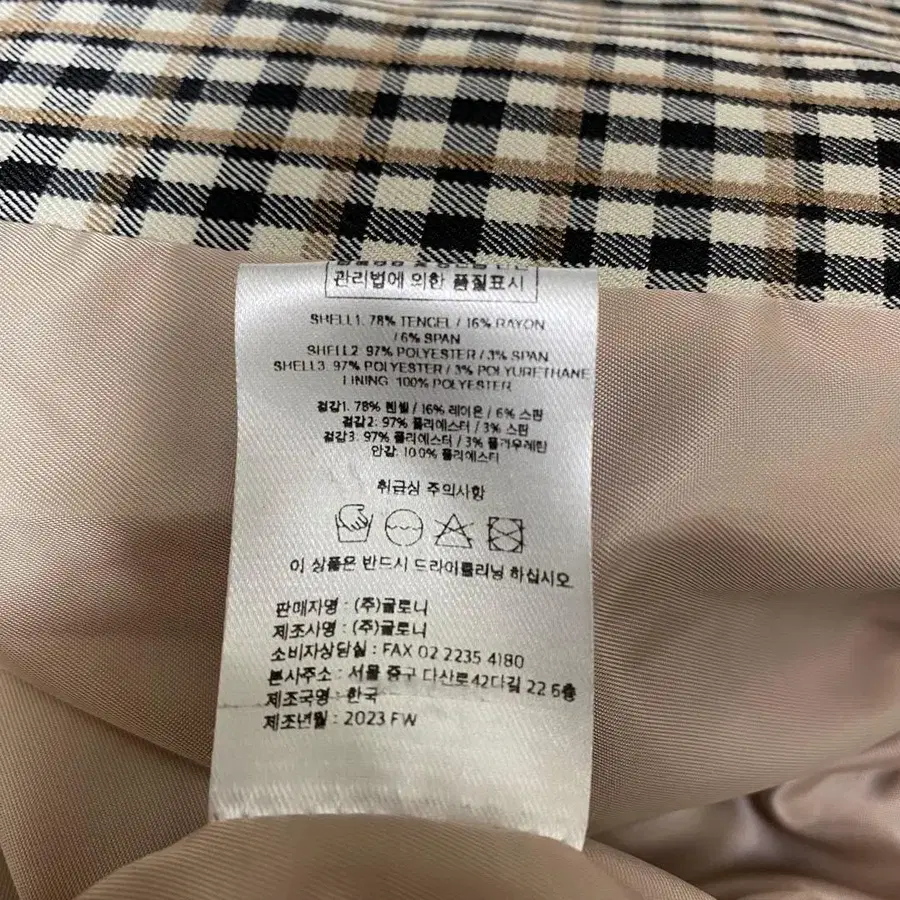 관리법에 의한 품질표시
SHELL1. 78% TENCEL / 16% RAYON
/ 6% SPAN
SHELL2. 97% POLYESTER / 3% SPAN
SHELL3. 97% POLYESTER / 3% POLYURETHANE
LINING. 100% POLYESTER
겉감1. 78% 텐셀 / 16% 레이온 / 6% 스판
겉감2: 97% 폴리에스터 / 3% 스판
겉감3: 97% 폴리에스터 / 3% 폴리우레탄
안감: 100% 폴리에스터
취급상 주의사항
이 상품은 반드시 드라이클리닝 하십시오
판매자명 : (주)글로니
제조사명 : (주)글로니
소비자상담실 : FAX 02 2235 4180
본사주소 : 서울 중구 다산로42다길 22 6층
제조국명 : 한국
제조년월 : 2023 FW